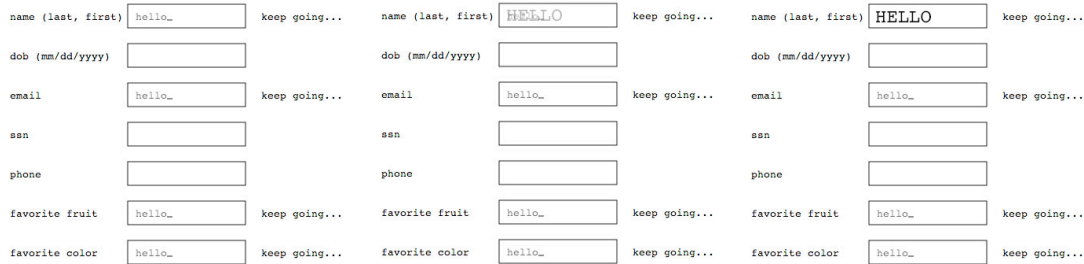 name (last, first) hello_ keep going...
dob (mm/dd/yyyy)
email hello_ keep going...
ssn
phone
favorite fruit hello_ keep going...
favorite color hello_ keep going...
name (last, first) HELLO keep going...
dob (mm/dd/yyyy)
email hello_ keep going...
ssn
phone
favorite fruit hello_ keep going...
favorite color hello_ keep going...
name (last, first) HELLO keep going...
dob (mm/dd/yyyy)
email hello_ keep going...
ssn
phone
favorite fruit hello_ keep going...
favorite color hello_ keep going...